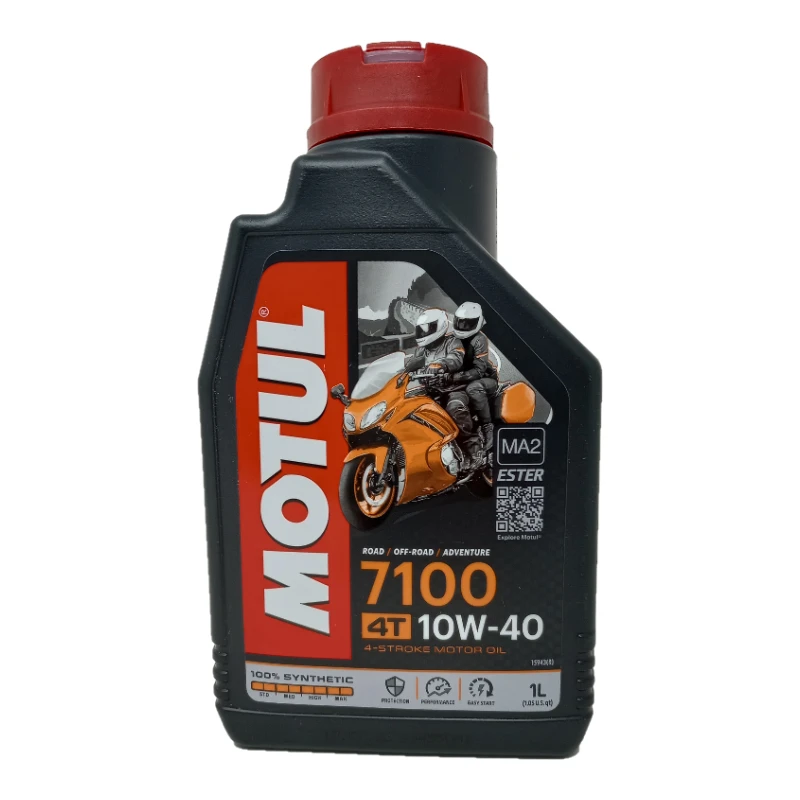 MOTUL®
MA2
ESTER
Explore Motul®
ROAD / OFF-ROAD / ADVENTURE
7100
4T 10W-40
4-STROKE MOTOR OIL
100% SYNTHETIC
PROTECTION PERFORMANCE EASY START
1L
(1.05 U.S. qt)